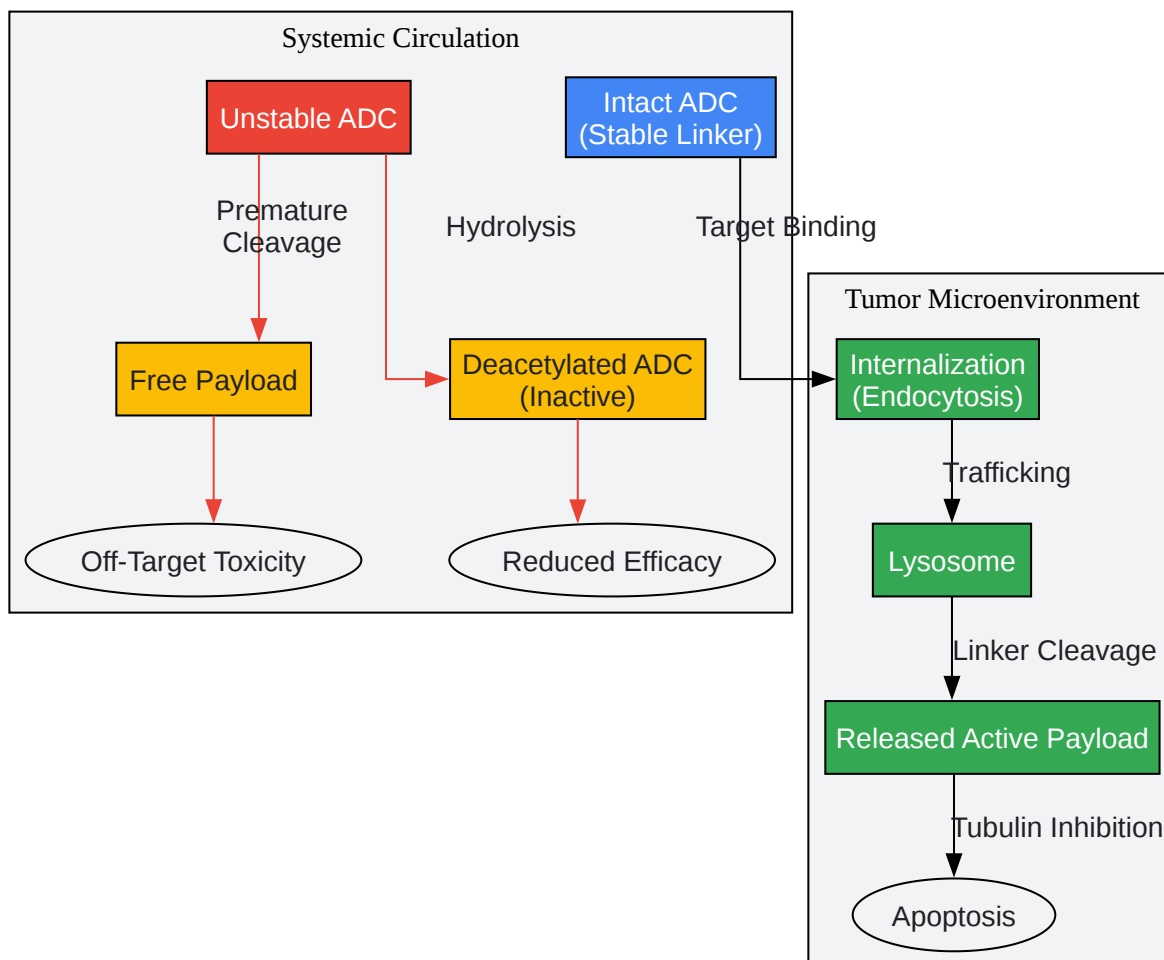 Systemic Circulation
Unstable ADC
Intact ADC
(Stable Linker)
Premature
Cleavage
Hydrolysis
Target Binding
Free Payload
Deacetylated ADC
(Inactive)
Off-Target Toxicity
Reduced Efficacy
Tumor Microenvironment
Internalization
(Endocytosis)
Trafficking
Lysosome
Linker Cleavage
Released Active Payload
Tubulin Inhibition
Apoptosis